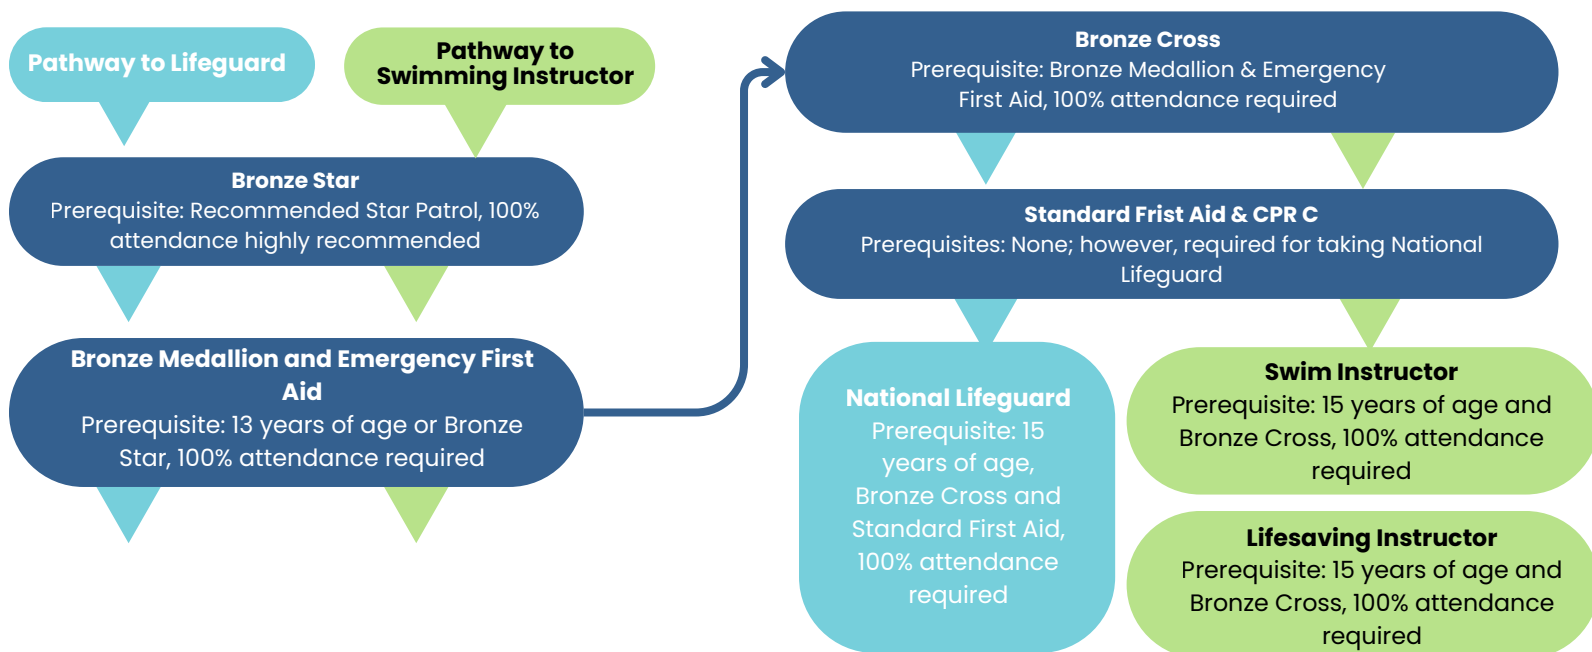 Pathway to Lifeguard
Pathway to
Swimming Instructor
Bronze Star
Prerequisite: Recommended Star Patrol, 100%
attendance highly recommended
Bronze Medallion and Emergency First
Aid
Prerequisite: 13 years of age or Bronze
Star, 100% attendance required
Bronze Cross
Prerequisite: Bronze Medallion & Emergency
First Aid, 100% attendance required
Standard Frist Aid & CPR C
Prerequisites: None; however, required for taking National
Lifeguard
National Lifeguard
Prerequisite: 15
years of age,
Bronze Cross and
Standard First Aid,
100% attendance
required
Swim Instructor
Prerequisite: 15 years of age and
Bronze Cross, 100% attendance
required
Lifesaving Instructor
Prerequisite: 15 years of age and
Bronze Cross, 100% attendance
required